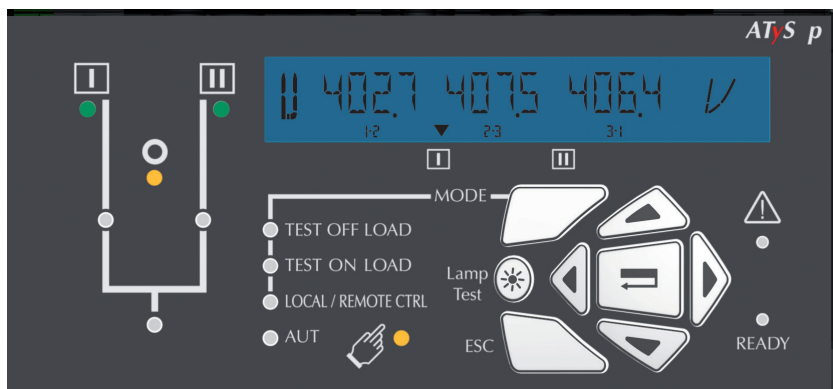 ATyS p
I II
U 402.7 407.5 406.4 V
1-2 2-3 3-1
I II
O
MODE
TEST OFF LOAD
TEST ON LOAD
Lamp
Test
LOCAL / REMOTE CTRL
AUT
ESC
READY